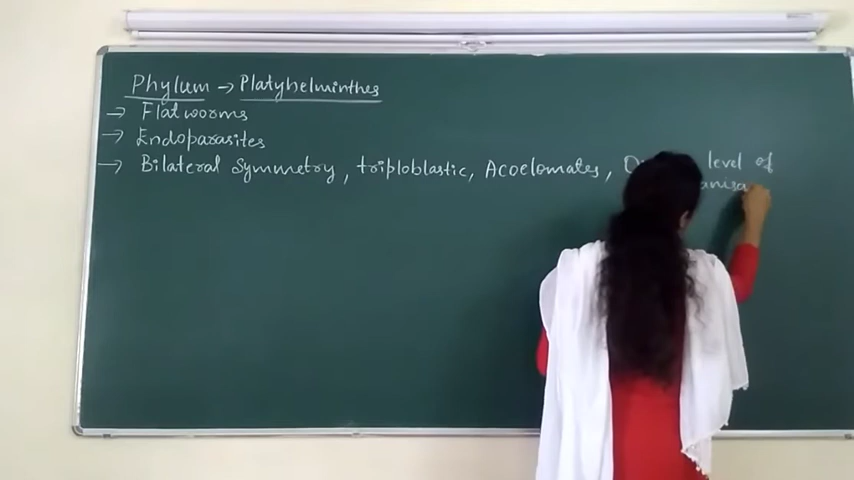 Phylum → Platyhelminthes
→ Flatworms
→ Endoparasites
→ Bilateral Symmetry, triploblastic, Acoelomates, level of